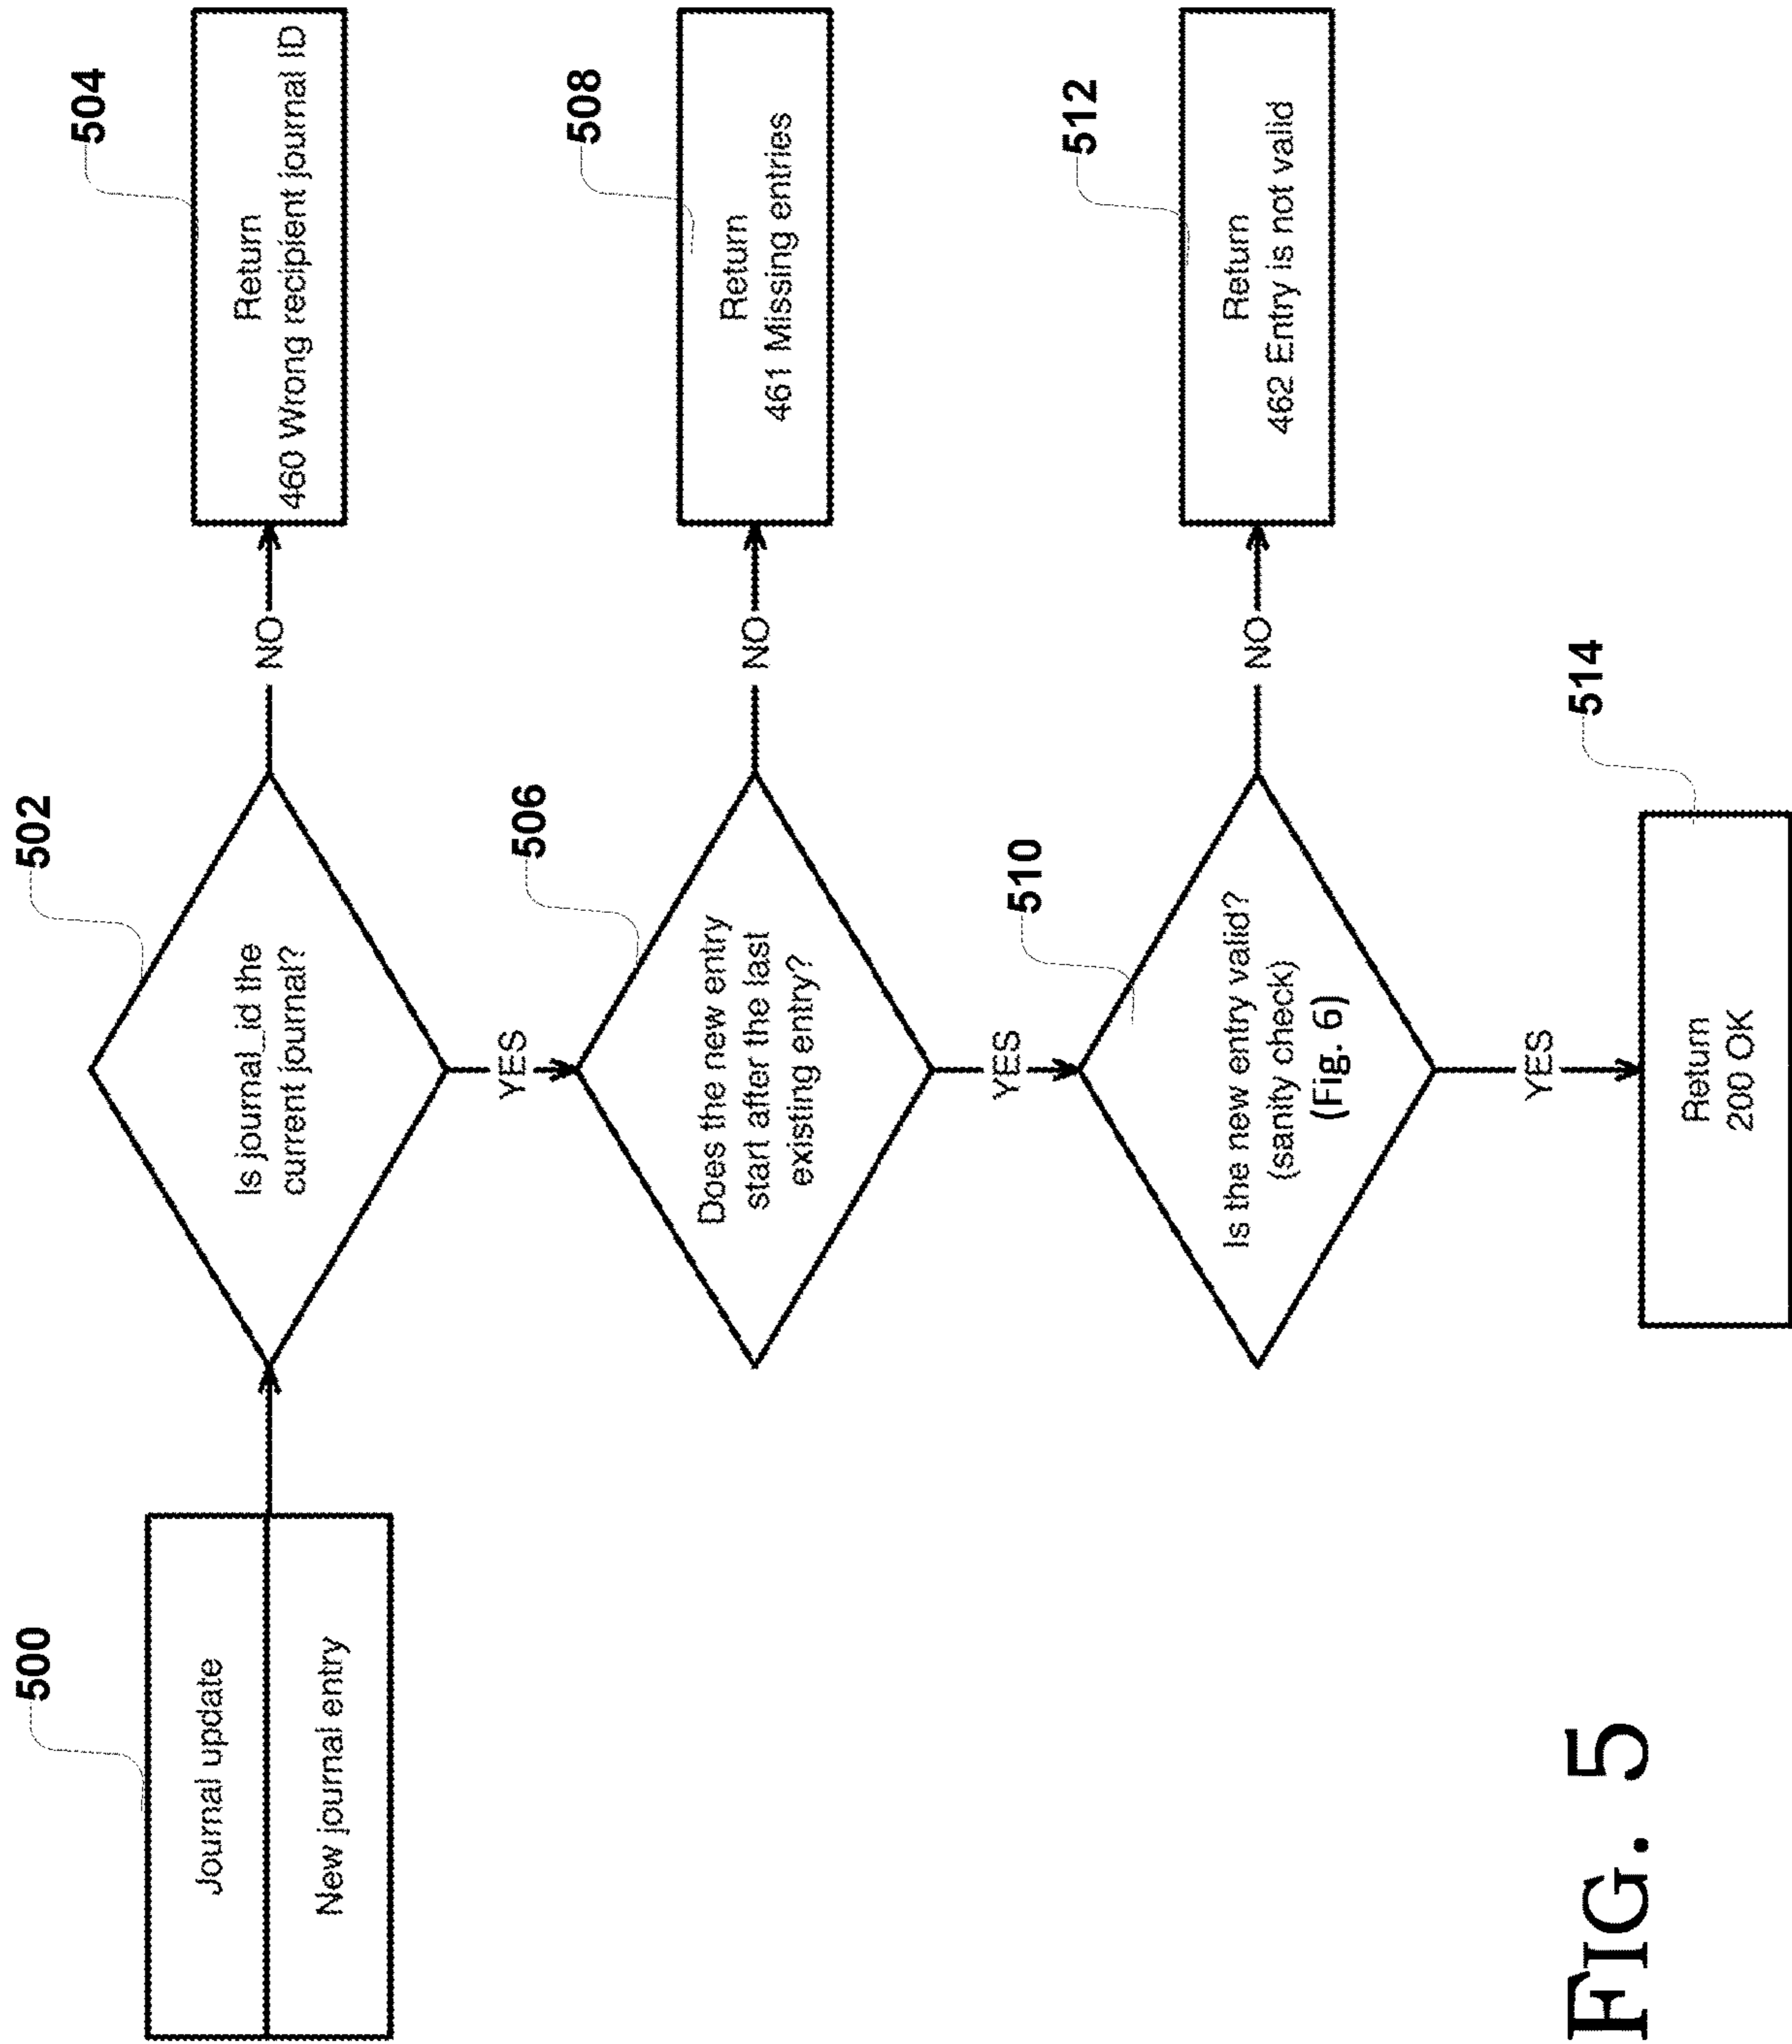 500
Journal update
New journal entry
502
Is journal_id the
current journal?
NO
504
Return
460 Wrong recipient journal ID
YES
506
Does the new entry
start after the last
existing entry?
NO
508
Return
461 Missing entries
YES
510
Is the new entry valid?
(sanity check)
(Fig. 6)
NO
512
Return
462 Entry is not valid
YES
514
Return
200 OK
FIG. 5